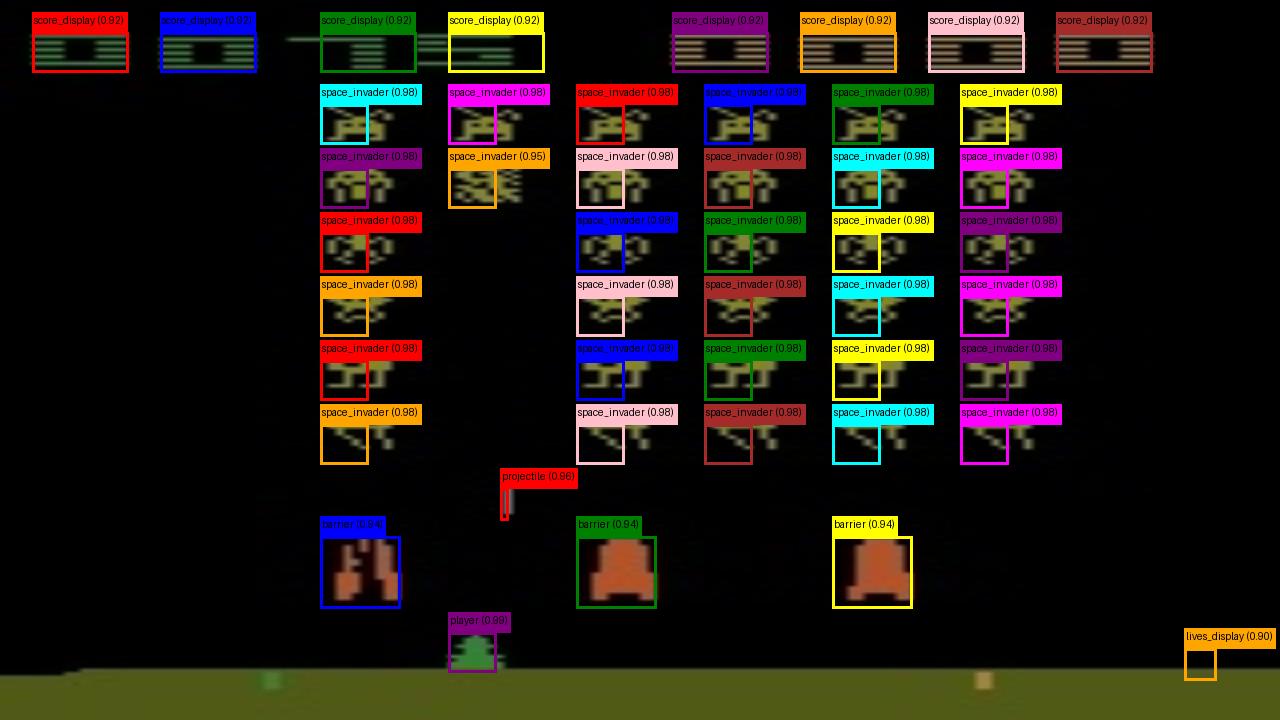 score_display (0.92) score_display (0.92) score_display (0.92) score_display (0.92) score_display (0.92) score_display (0.92) score_display (0.92) score_display (0.92)
space_invader (0.98) space_invader (0.98) space_invader (0.98) space_invader (0.98) space_invader (0.98) space_invader (0.98)
space_invader (0.98) space_invader (0.95) space_invader (0.98) space_invader (0.98) space_invader (0.98) space_invader (0.98)
space_invader (0.98) space_invader (0.98) space_invader (0.98) space_invader (0.98) space_invader (0.98)
space_invader (0.98) space_invader (0.98) space_invader (0.98) space_invader (0.98) space_invader (0.98)
space_invader (0.98) space_invader (0.98) space_invader (0.98) space_invader (0.98) space_invader (0.98)
space_invader (0.98) space_invader (0.98) space_invader (0.98) space_invader (0.98) space_invader (0.98)
projectile (0.96)
barrier (0.94) barrier (0.94) barrier (0.94)
player (0.99)
lives_display (0.90)